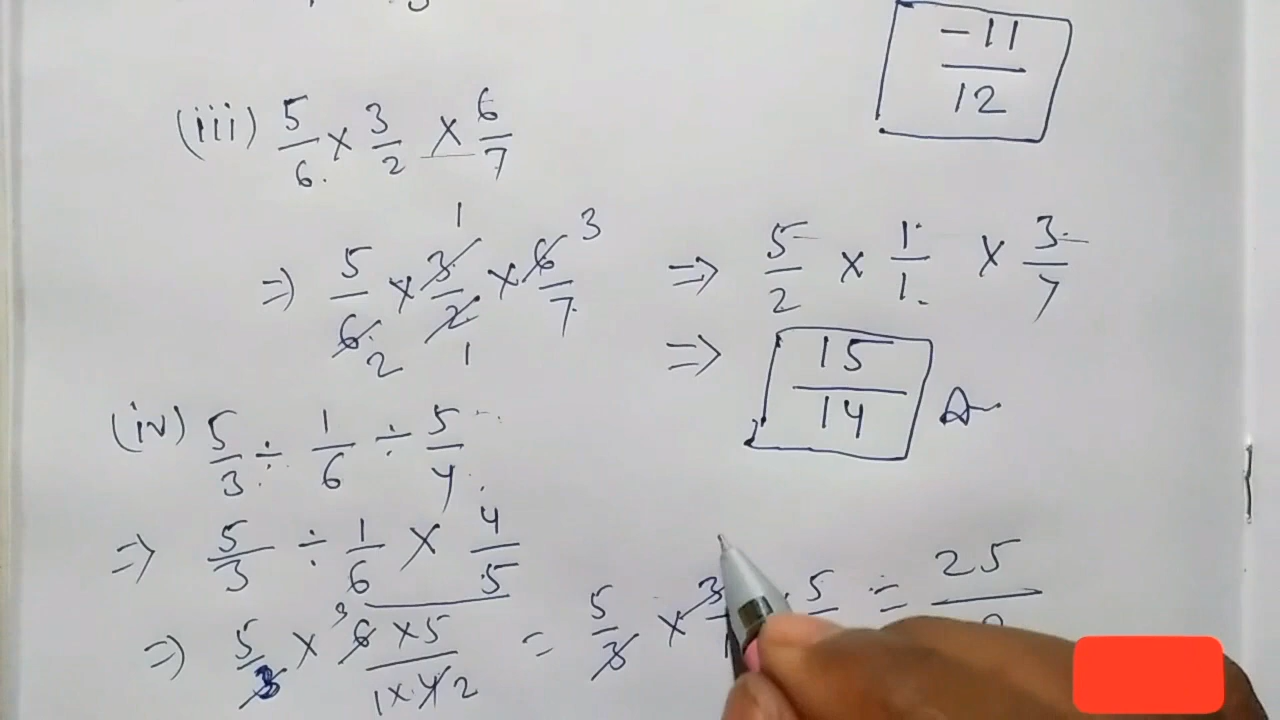 -11/12
(iii) 5/6 × 3/2 × 6/7
⇒ 5/6 2 × 3 1/2 1 × 6 3/7 ⇒ 5/2 × 1/1 × 3/7
⇒ 15/14
(iv) 5/3 ÷ 1/6 ÷ 5/4
⇒ 5/3 ÷ 1/6 × 4/5
⇒ 5/3 × 3 6×5/1×4 2 = 5/3 × 3 5 = 25